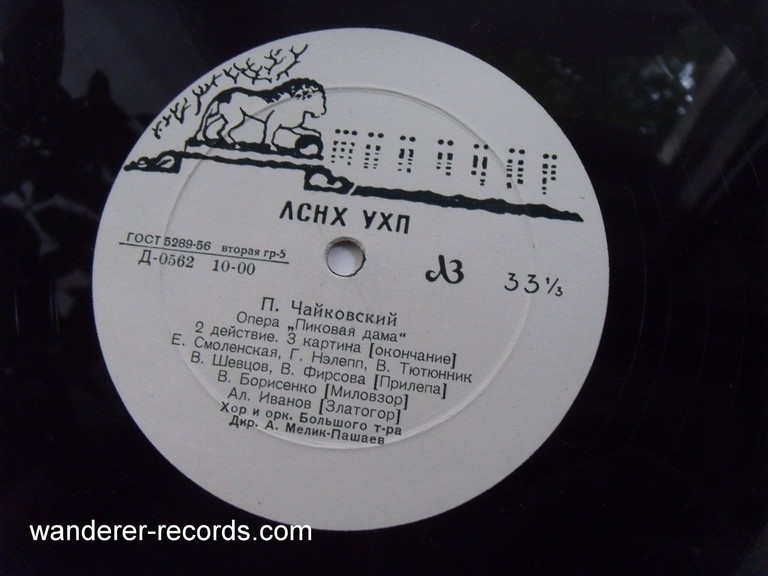 ЛСНХ УХП
ГОСТ 5289-56 вторая гр-5
Д-0562 10-00
ЛЗ 33⅓
П. Чайковский
Опера „Пиковая дама"
2 действие. 3 картина [окончание]
Е. Смоленская, Г. Нэлепп, В. Тютюнник
В. Шевцов, В. Фирсова [Прилепа]
В. Борисенко [Миловзор]
Ал. Иванов [Златогор]
Хор и орк. Большого т-ра
Дир. А. Мелик-Пашаев
wanderer-records.com